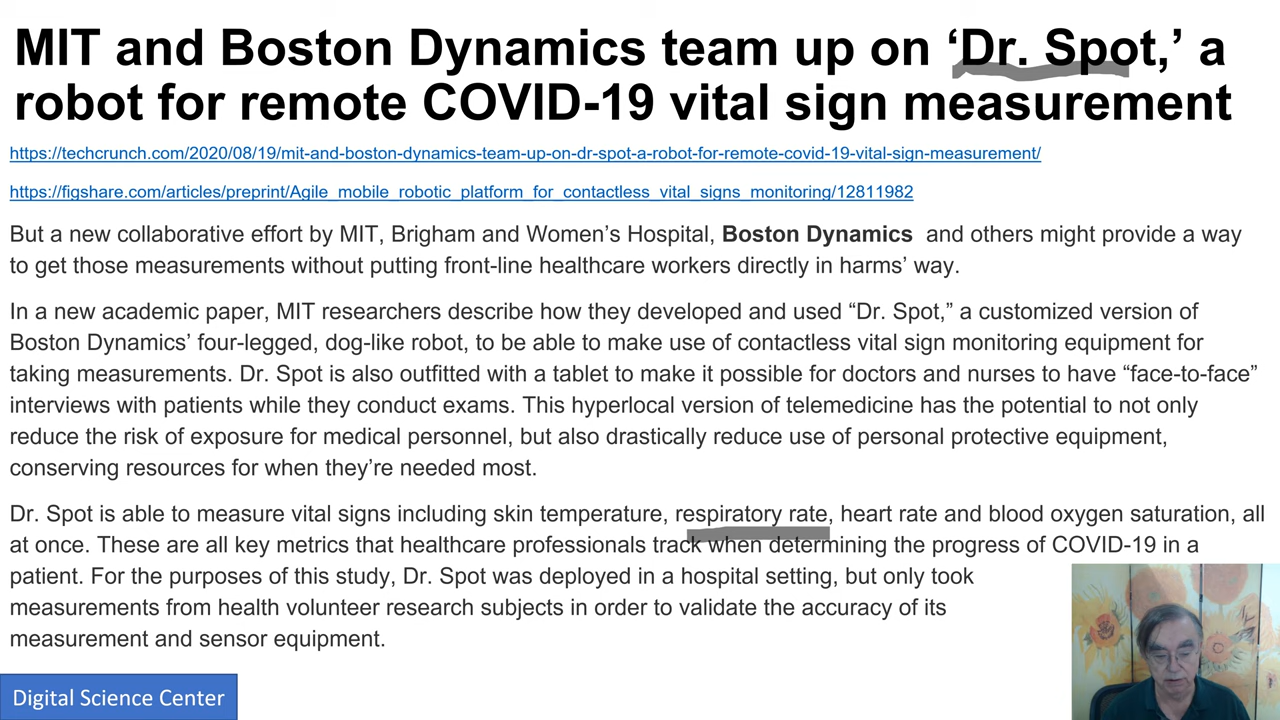 MIT and Boston Dynamics team up on ‘Dr. Spot,’ a
robot for remote COVID-19 vital sign measurement
https://techcrunch.com/2020/08/19/mit-and-boston-dynamics-team-up-on-dr-spot-a-robot-for-remote-covid-19-vital-sign-measurement/
https://figshare.com/articles/preprint/Agile_mobile_robotic_platform_for_contactless_vital_signs_monitoring/12811982
But a new collaborative effort by MIT, Brigham and Women’s Hospital, Boston Dynamics and others might provide a way
to get those measurements without putting front-line healthcare workers directly in harms’ way.
In a new academic paper, MIT researchers describe how they developed and used “Dr. Spot,” a customized version of
Boston Dynamics’ four-legged, dog-like robot, to be able to make use of contactless vital sign monitoring equipment for
taking measurements. Dr. Spot is also outfitted with a tablet to make it possible for doctors and nurses to have “face-to-face”
interviews with patients while they conduct exams. This hyperlocal version of telemedicine has the potential to not only
reduce the risk of exposure for medical personnel, but also drastically reduce use of personal protective equipment,
conserving resources for when they’re needed most.
Dr. Spot is able to measure vital signs including skin temperature, respiratory rate, heart rate and blood oxygen saturation, all
at once. These are all key metrics that healthcare professionals track when determining the progress of COVID-19 in a
patient. For the purposes of this study, Dr. Spot was deployed in a hospital setting, but only took
measurements from health volunteer research subjects in order to validate the accuracy of its
measurement and sensor equipment.
Digital Science Center